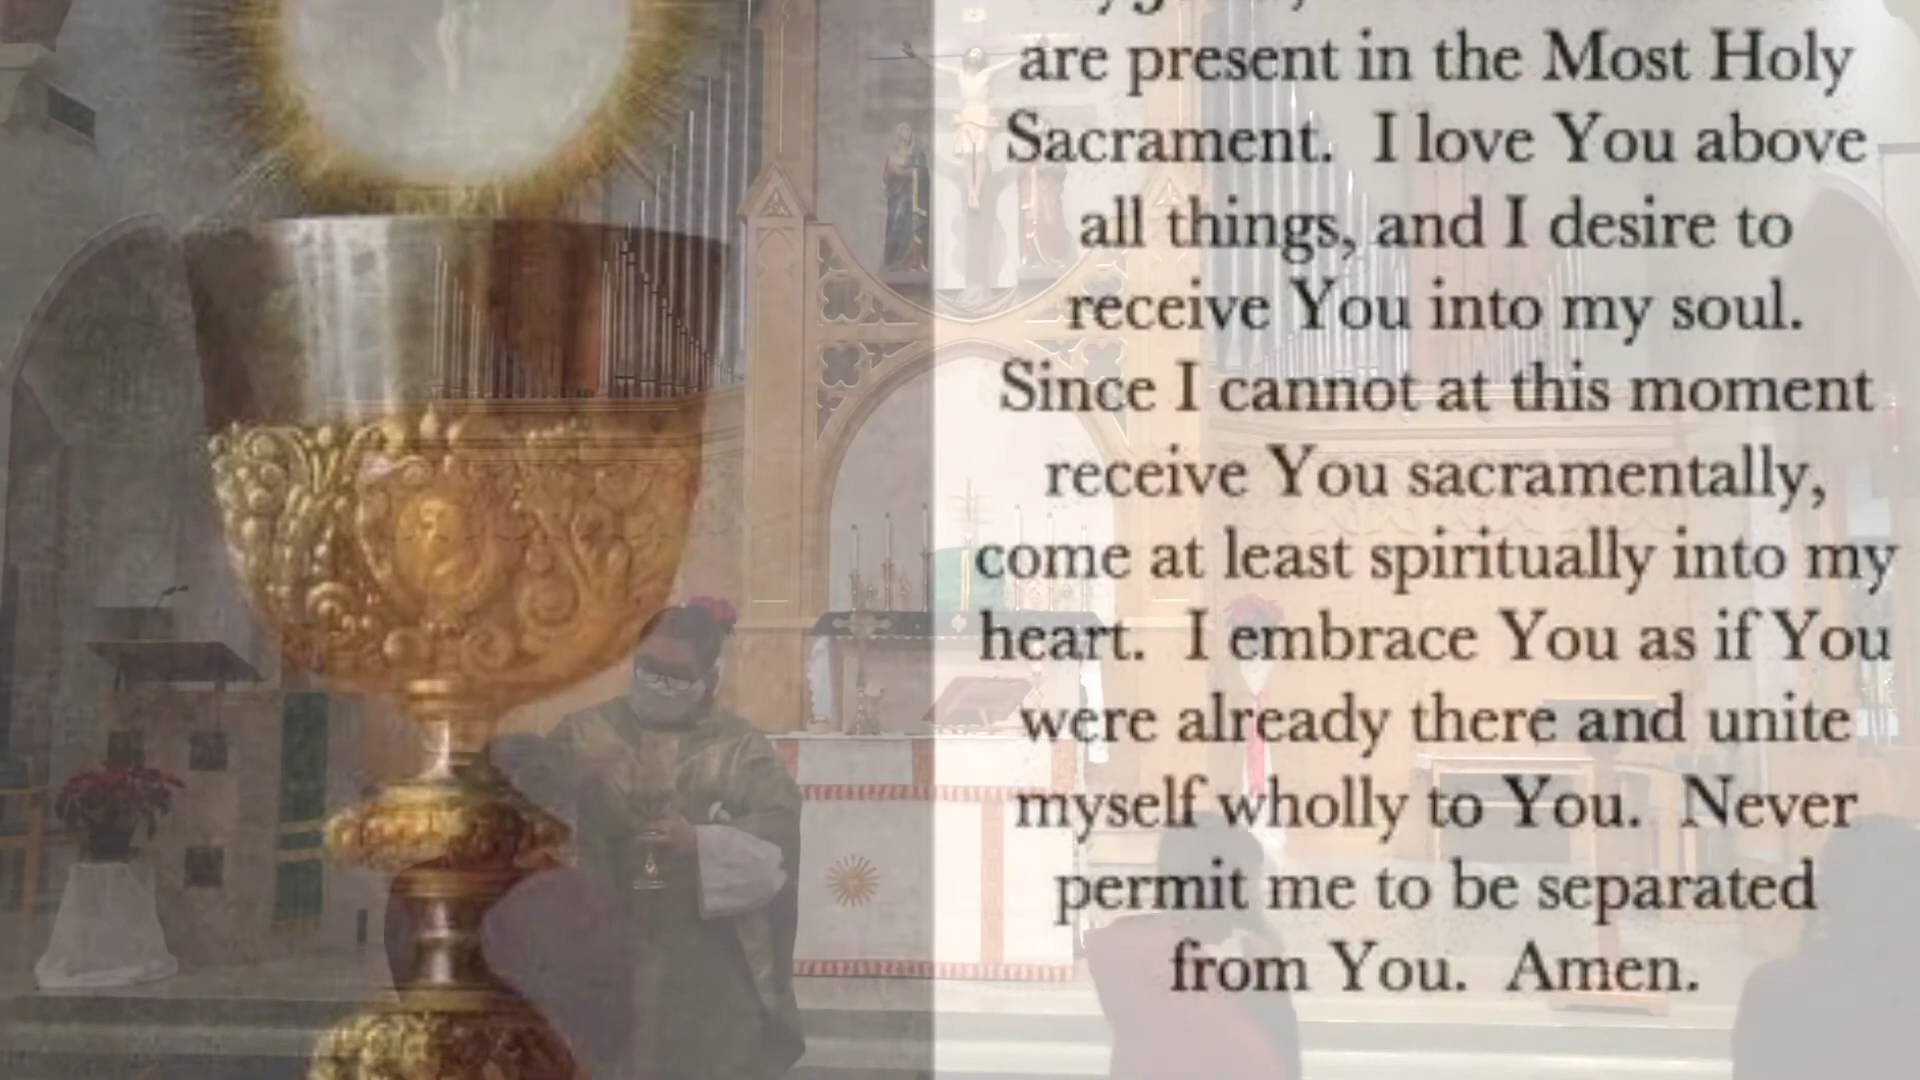 are present in the Most Holy
Sacrament. I love You above
all things, and I desire to
receive You into my soul.
Since I cannot at this moment
receive You sacramentally,
come at least spiritually into my
heart. I embrace You as if You
were already there and unite
myself wholly to You. Never
permit me to be separated
from You. Amen.